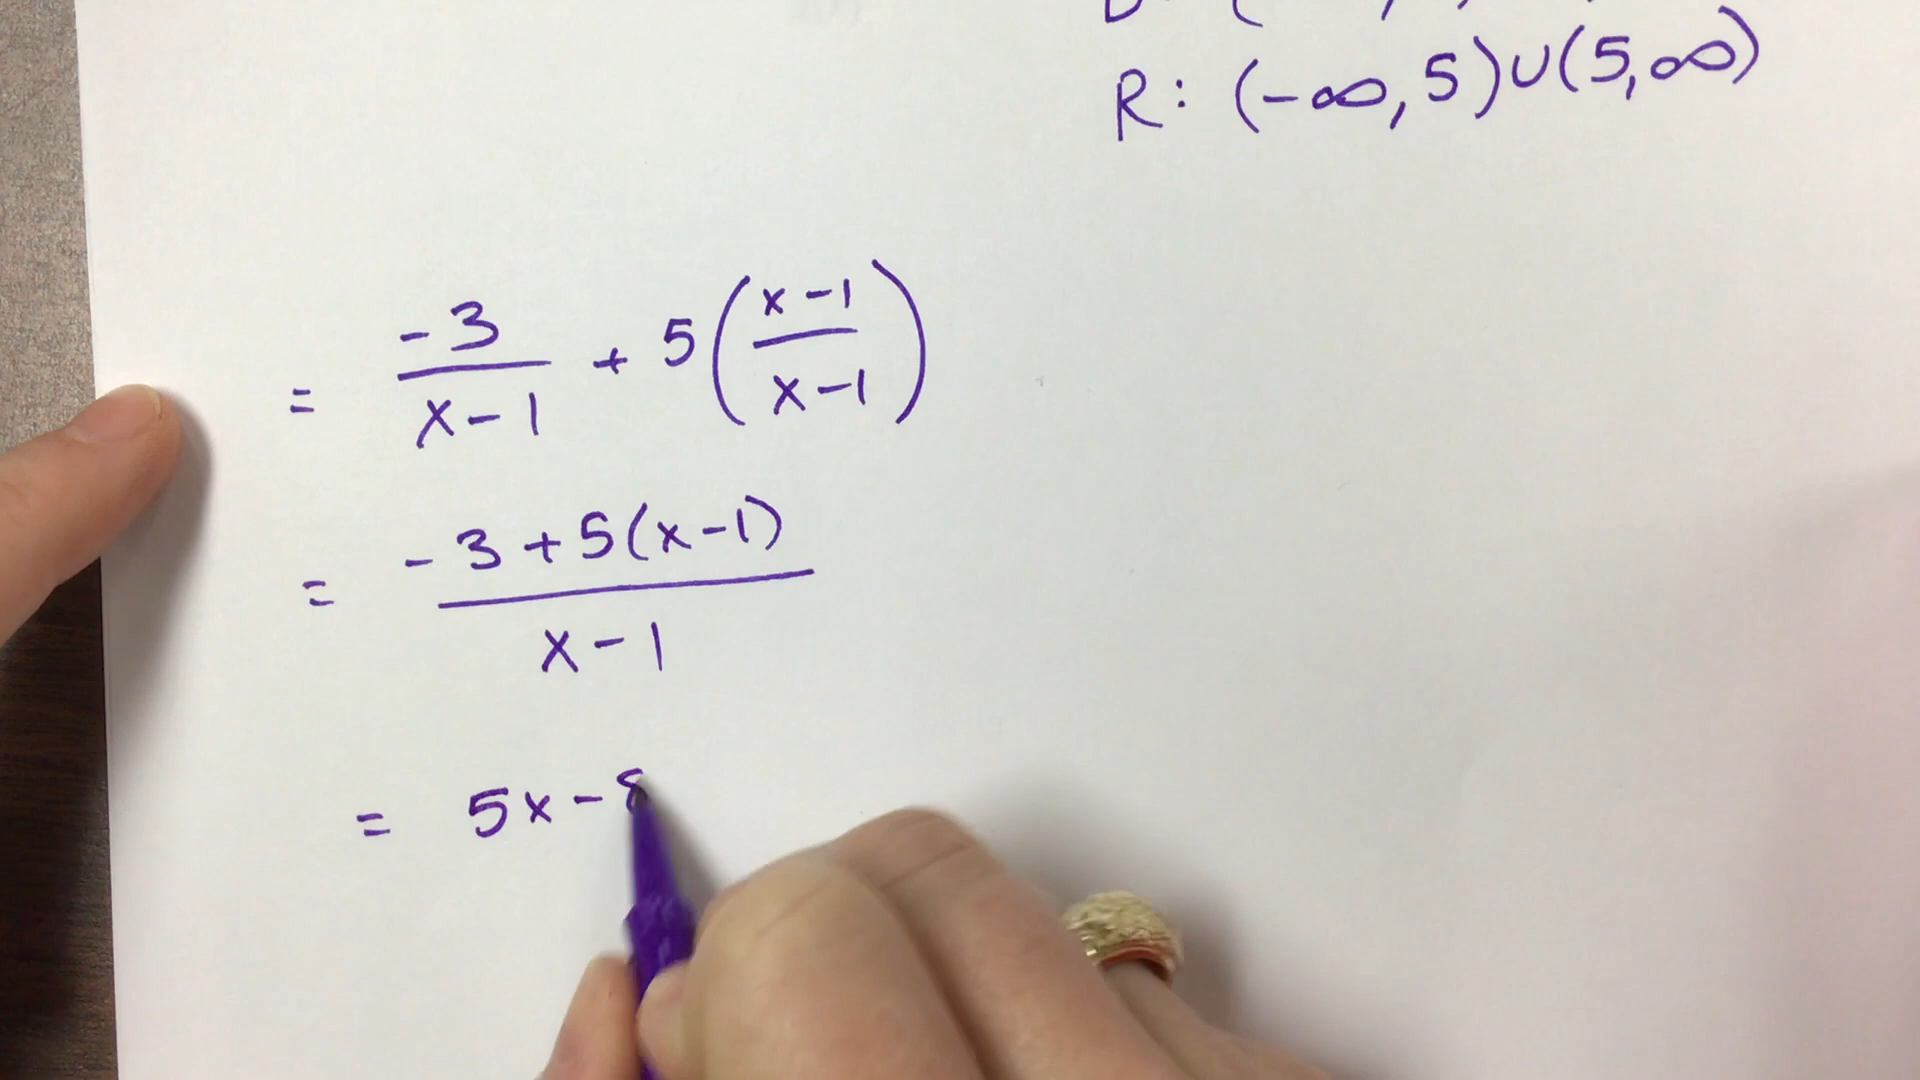 R: (-∞, 5) ∪ (5, ∞)
= -3/(x-1) + 5((x-1)/(x-1))
= (-3+5(x-1))/(x-1)
= 5x-8